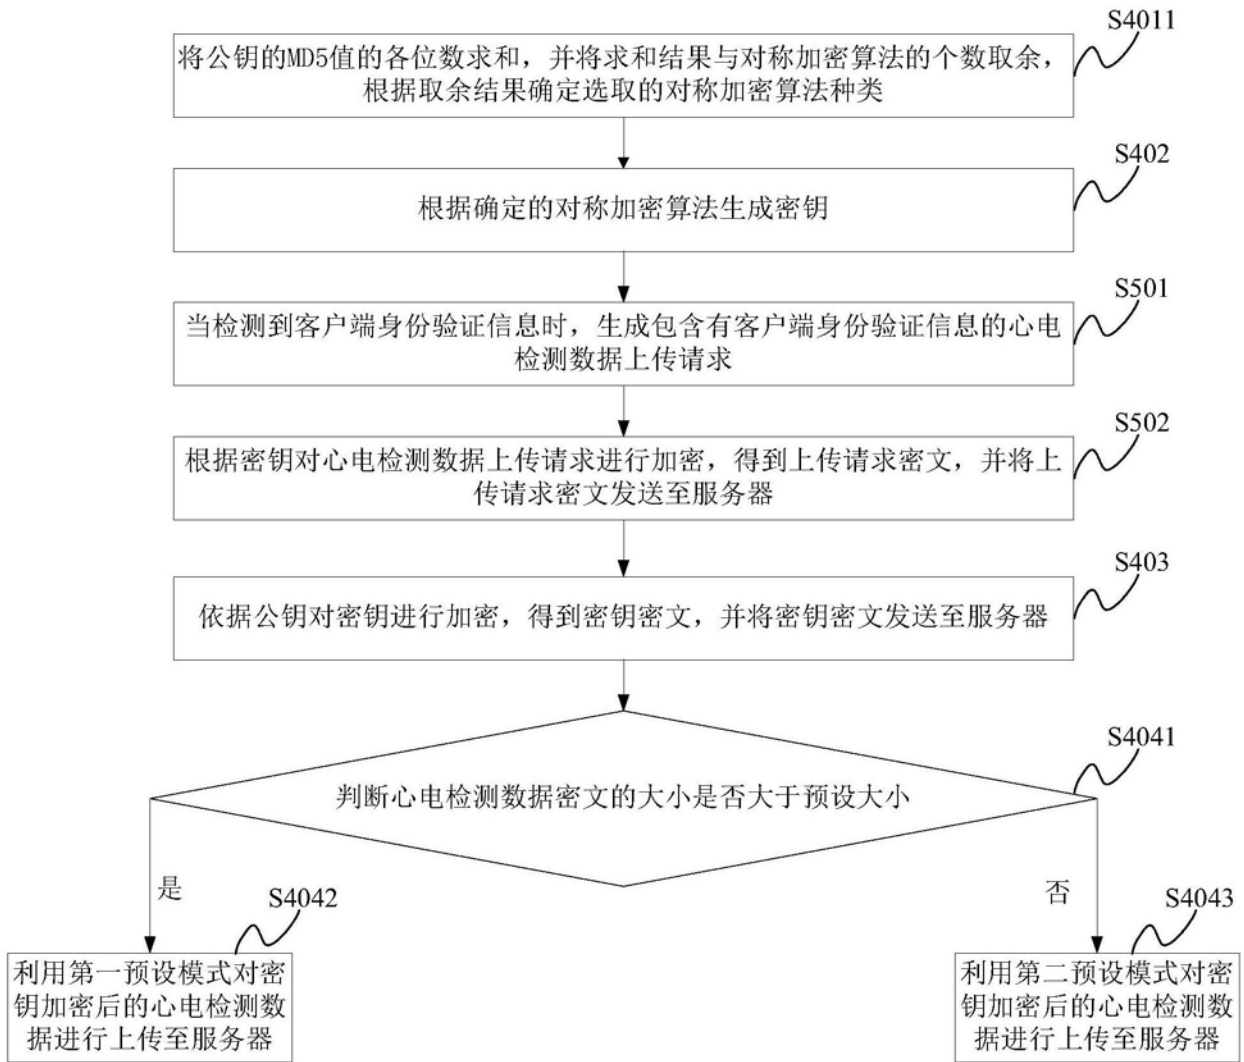 S4011
将公钥的MD5值的各位数求和，并将求和结果与对称加密算法的个数取余，
根据取余结果确定选取的对称加密算法种类
S402
根据确定的对称加密算法生成密钥
S501
当检测到客户端身份验证信息时，生成包含有客户端身份验证信息的心电
检测数据上传请求
S502
根据密钥对心电检测数据上传请求进行加密，得到上传请求密文，并将上
传请求密文发送至服务器
S403
依据公钥对密钥进行加密，得到密钥密文，并将密钥密文发送至服务器
S4041
判断心电检测数据密文的大小是否大于预设大小
是
否
S4042
利用第一预设模式对密
钥加密后的心电检测数
据进行上传至服务器
S4043
利用第二预设模式对密
钥加密后的心电检测数
据进行上传至服务器